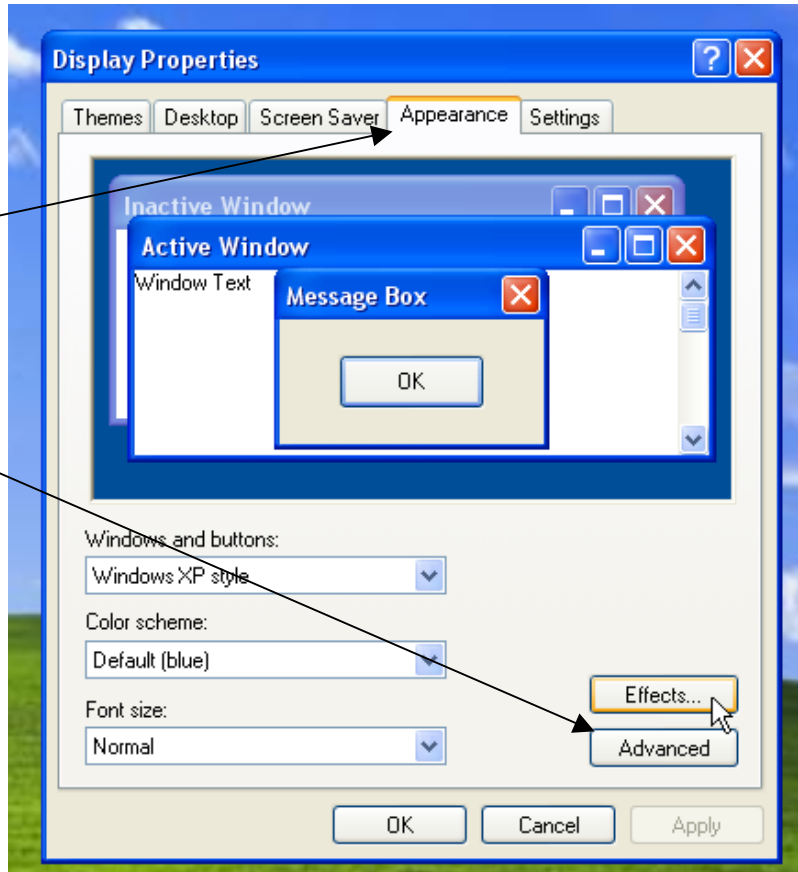 Display Properties
Themes Desktop Screen Saver Appearance Settings
Inactive Window
Active Window
Window Text
Message Box
OK
Windows and buttons:
Windows XP style
Color scheme:
Default (blue)
Effects...
Font size:
Normal
Advanced
OK Cancel Apply